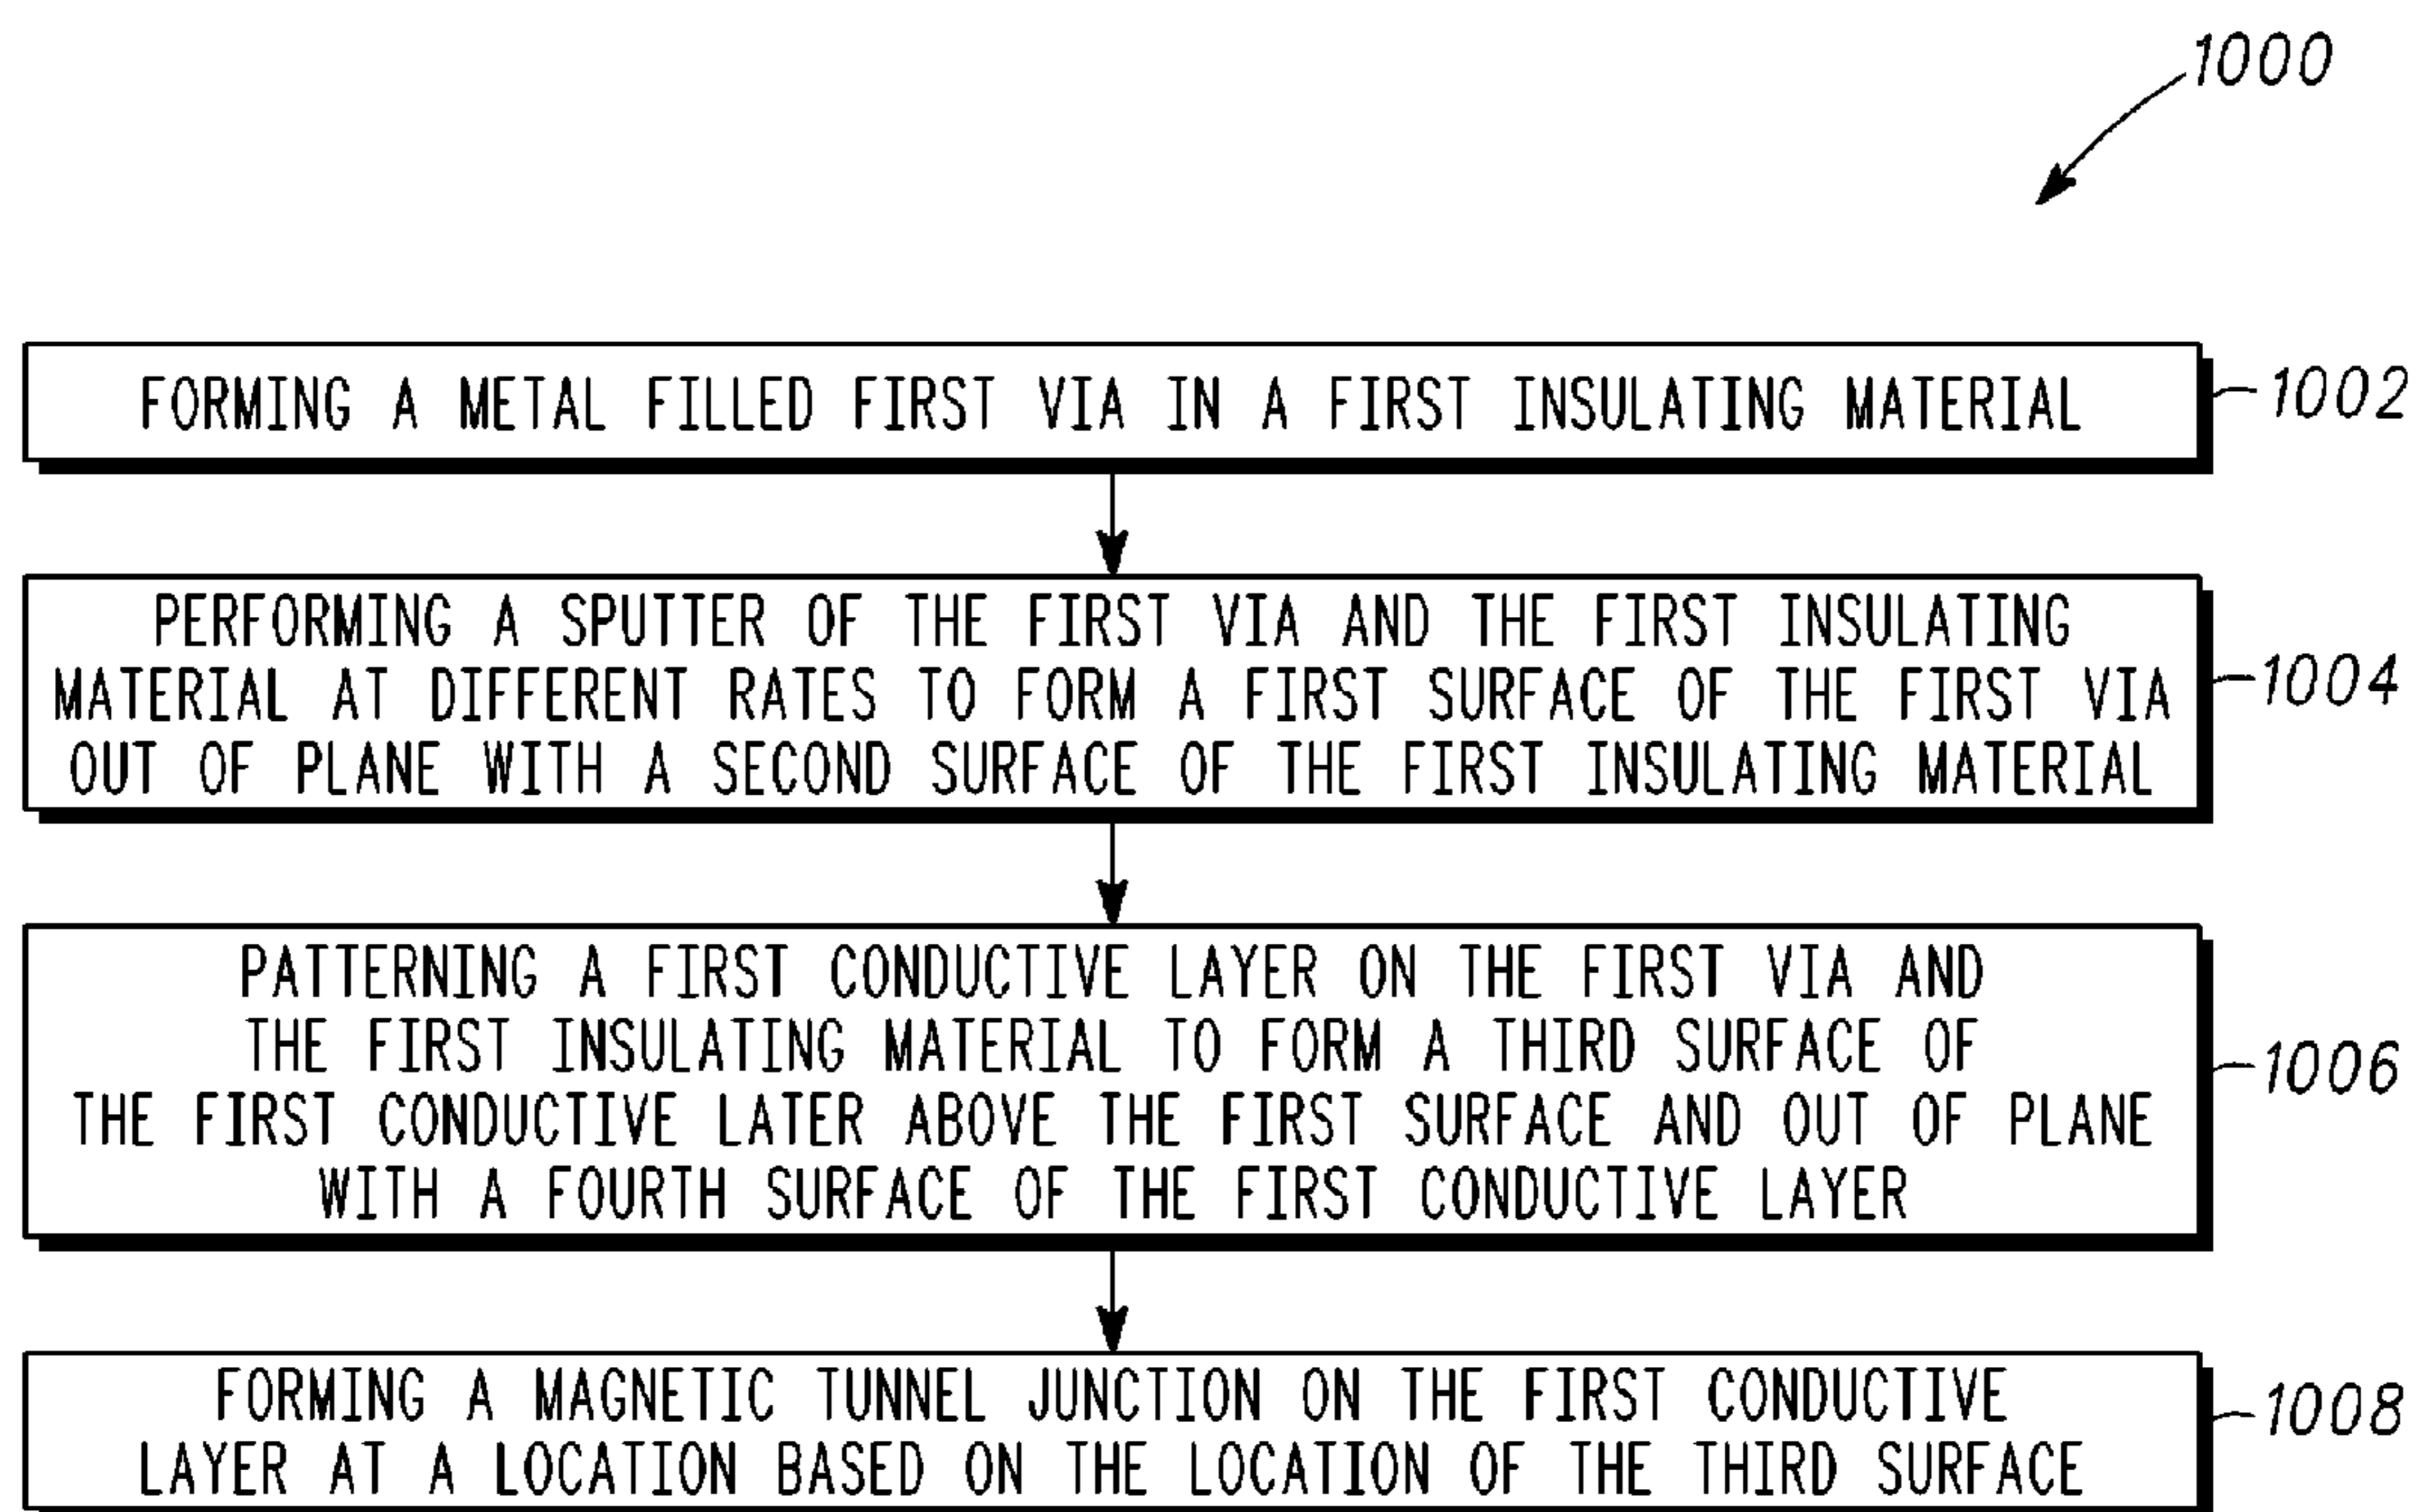 1000
FORMING A METAL FILLED FIRST VIA IN A FIRST INSULATING MATERIAL
1002
PERFORMING A SPUTTER OF THE FIRST VIA AND THE FIRST INSULATING
MATERIAL AT DIFFERENT RATES TO FORM A FIRST SURFACE OF THE FIRST VIA
OUT OF PLANE WITH A SECOND SURFACE OF THE FIRST INSULATING MATERIAL
1004
PATTERNING A FIRST CONDUCTIVE LAYER ON THE FIRST VIA AND
THE FIRST INSULATING MATERIAL TO FORM A THIRD SURFACE OF
THE FIRST CONDUCTIVE LATER ABOVE THE FIRST SURFACE AND OUT OF PLANE
WITH A FOURTH SURFACE OF THE FIRST CONDUCTIVE LAYER
1006
FORMING A MAGNETIC TUNNEL JUNCTION ON THE FIRST CONDUCTIVE
LAYER AT A LOCATION BASED ON THE LOCATION OF THE THIRD SURFACE
1008